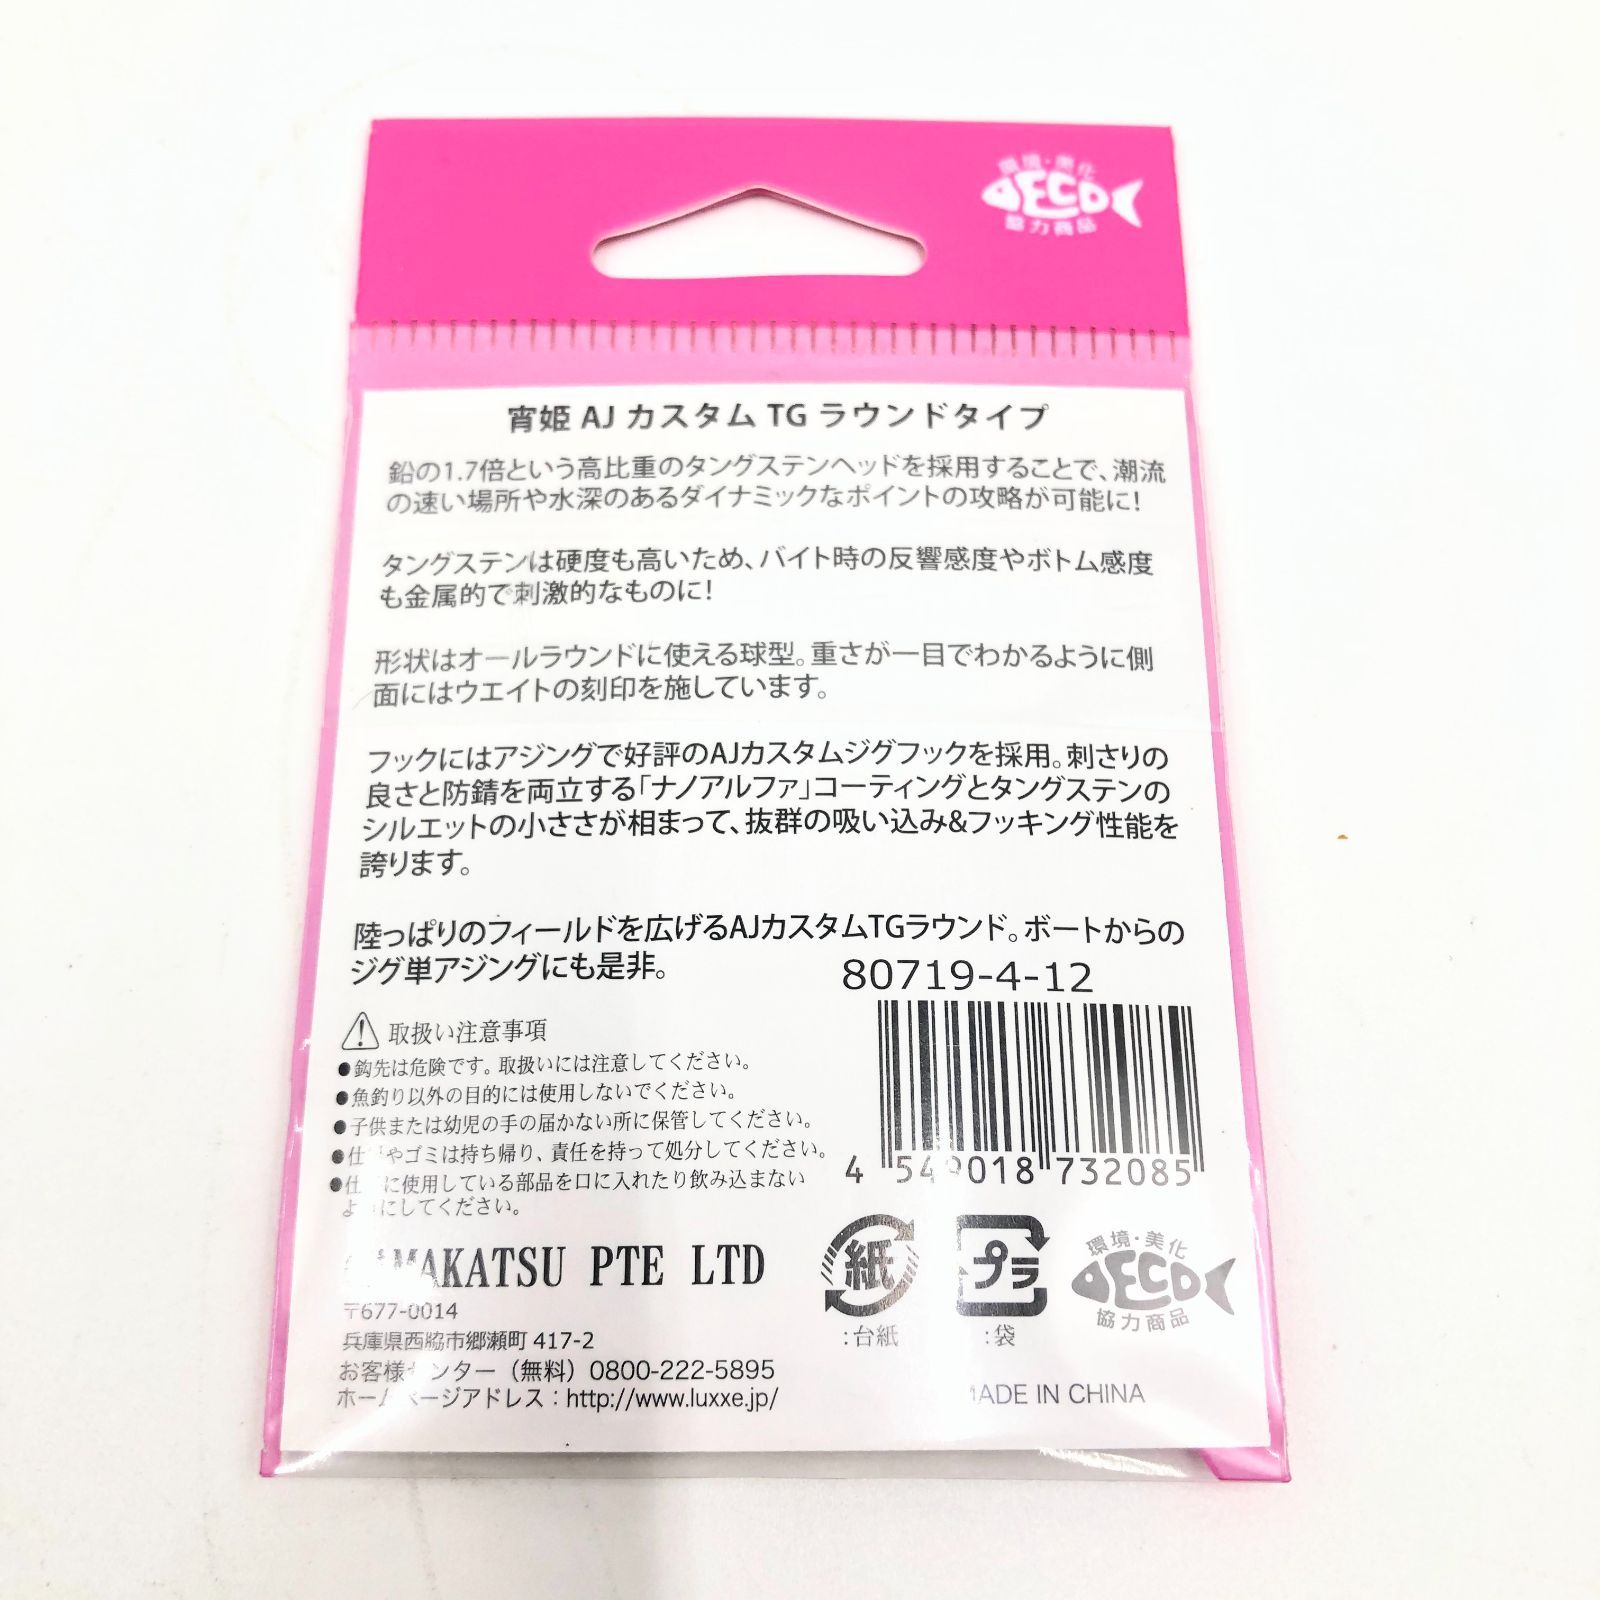 環境・美化
ECO
協力商品
宵姫 AJ カスタム TG ラウンドタイプ
鉛の1.7倍という高比重のタングステンヘッドを採用することで、潮流
の速い場所や水深のあるダイナミックなポイントの攻略が可能に!
タングステンは硬度も高いため、バイト時の反響感度やボトム感度
も金属的で刺激的なものに!
形状はオールラウンドに使える球型。重さが一目でわかるように側
面にはウエイトの刻印を施しています。
フックにはアジングで好評のAJカスタムジグフックを採用。刺さりの
良さと防錆を両立する「ナノアルファ」コーティングとタングステンの
シルエットの小ささが相まって、抜群の吸い込み&フッキング性能を
誇ります。
陸っぱりのフィールドを広げるAJカスタムTGラウンド。ボートからの
ジグ単アジングにも是非。
80719-4-12
取扱い注意事項
●鈎先は危険です。取扱いには注意してください。
●魚釣り以外の目的には使用しないでください。
●子供または幼児の手の届かない所に保管してください。
●仕掛やゴミは持ち帰り、責任を持って処分してください。
●仕掛に使用している部品を口に入れたり飲み込まない
ようにしてください。
4 549018 732085
GAMAKATSU PTE LTD
〒677-0014
兵庫県西脇市郷瀬町 417-2
お客様センター（無料）0800-222-5895
ホームページアドレス：http://www.luxxe.jp/
紙
:台紙
プラ
:袋
環境・美化
ECO
協力商品
MADE IN CHINA